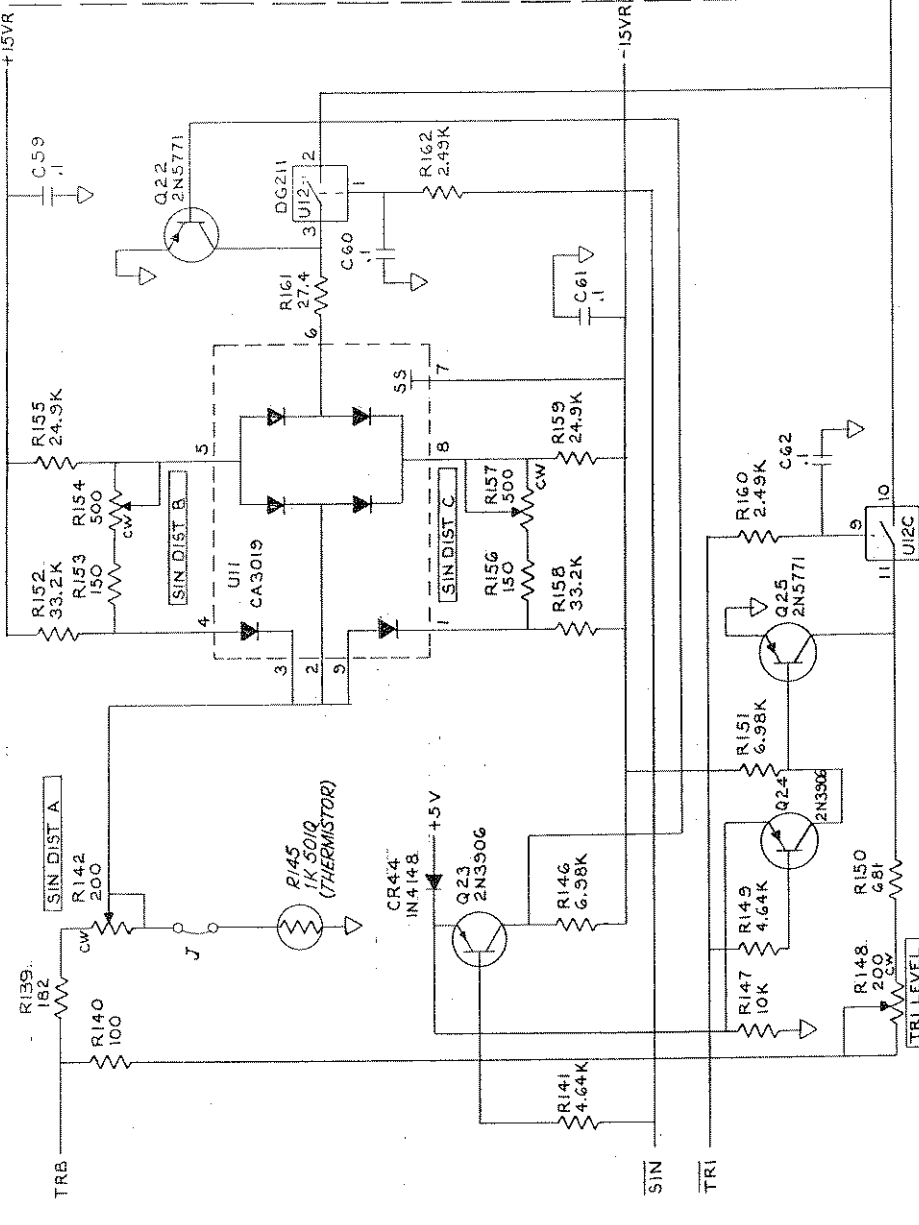 +15VR
C59
.1
Q22
2N5771
DG211
U12
2
3
1
R162
2.49K
C60
.1
R161
27.4
6
C61
.1
-15VR
R155
24.9K
R154
500
CW
R152
33.2K
R153
150
SIN DIST B
5
4
U11
CA3019
SS
7
3
2
9
8
1
SIN DIST C
R157
500
CW
R156
150
R159
24.9K
R158
33.2K
R160
2.49K
C62
.1
9
10
11
U12C
Q25
2N5771
R151
6.98K
Q24
2N3906
SIN DIST A
R142
200
CW
J
R145
1K 501Q
(THERMISTOR)
R139
182
R140
100
TRB
CR44
1N4148
+5V
Q23
2N3906
R146
6.98K
R141
4.64K
R147
10K
R149
4.64K
R150
681
R148
200
CW
TRI LEVEL
SIN
TRI